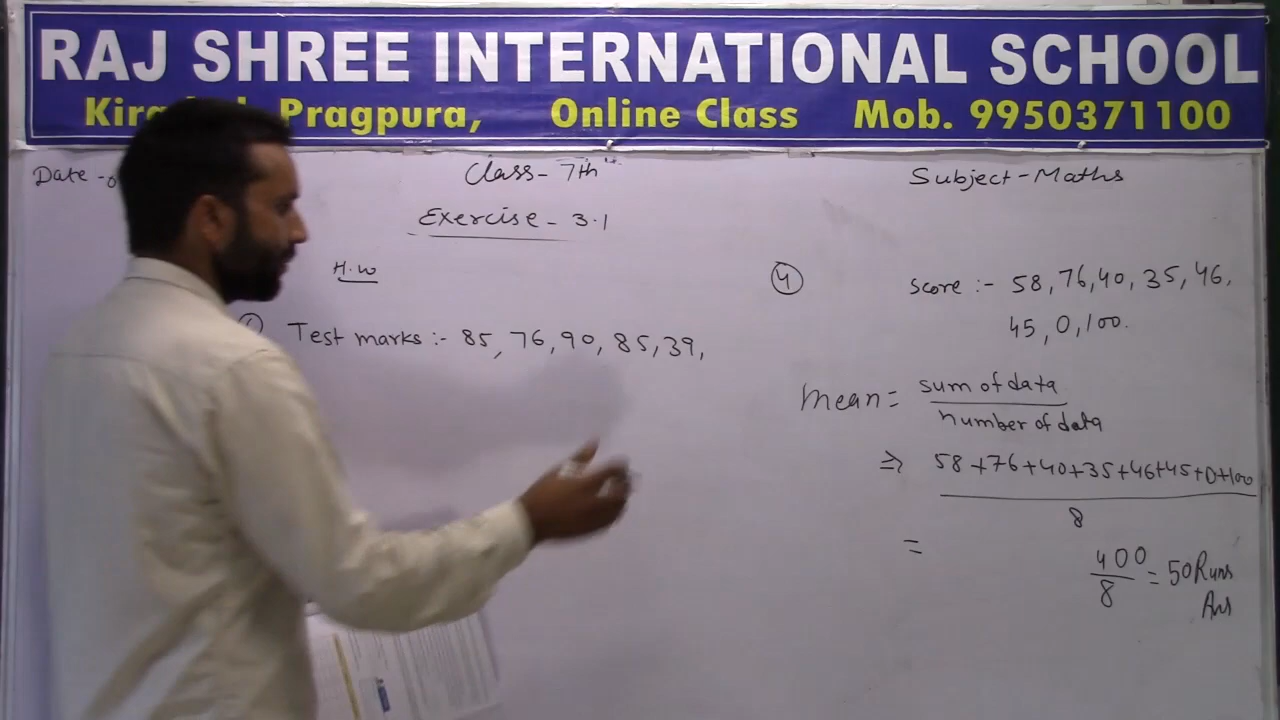 RAJ SHREE INTERNATIONAL SCHOOL
Pragpura, Online Class Mob. 9950371100
Date - Class - 7th Subject - Maths
Exercise - 3.1
H.W
Test marks :- 85, 76, 90, 85, 39,
4 score :- 58, 76, 40, 35, 46,
45, 0, 100.
Mean = sum of data
number of data
⇒ 58+76+40+35+46+45+0+100
8
= 400
8 = 50 Runs
Ans